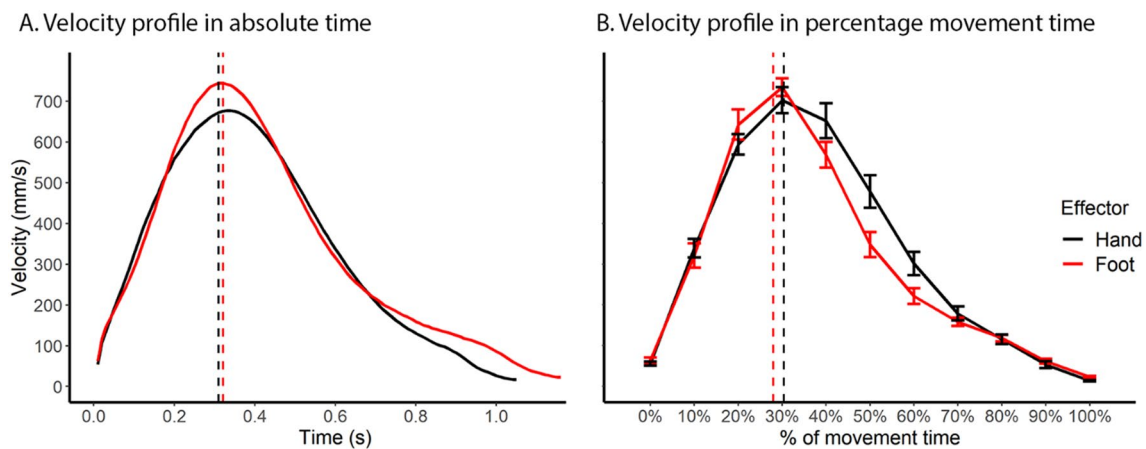 A. Velocity profile in absolute time
B. Velocity profile in percentage movement time
Velocity (mm/s)
700
600
500
400
300
200
100
0
0.0 0.2 0.4 0.6 0.8 1.0
Time (s)
0% 10% 20% 30% 40% 50% 60% 70% 80% 90% 100%
% of movement time
Effector
Hand
Foot